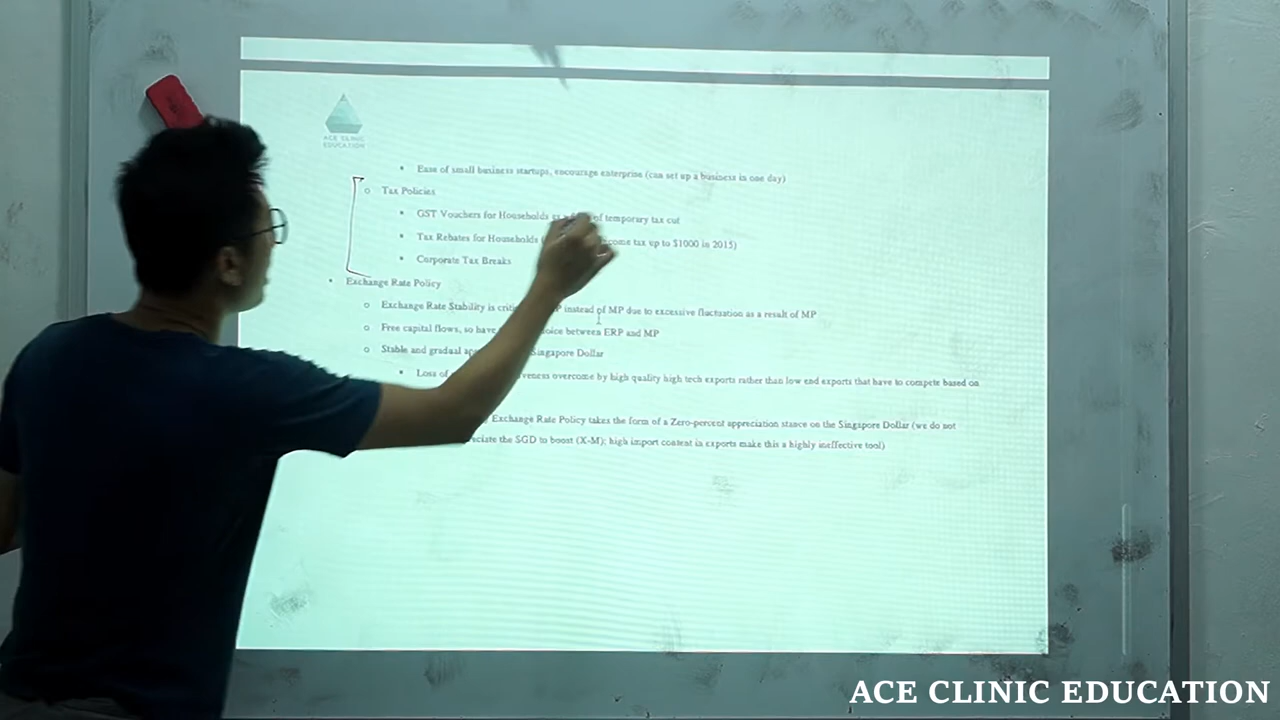 ACE CLINIC
EDUCATION
Ease of small business startups, encourage enterprise (can set up a business in one day)
Tax Policies
GST Vouchers for Households of temporary tax cut
Tax Rebates for Households ( come tax up to $1000 in 2015)
Corporate Tax Breaks
Exchange Rate Policy
Exchange Rate Stability is instead of MP due to excessive fluctuation as a result of MP
Free capital flows, so have between ERP and MP
Stable and gradual Singapore Dollar
Loss of overcome by high quality high tech exports rather than low end exports that have to compete based on
Exchange Rate Policy takes the form of a Zero-percent appreciation stance on the Singapore Dollar (we do not
the SGD to boost (X-M); high import content in exports make this a highly ineffective tool)
ACE CLINIC EDUCATION